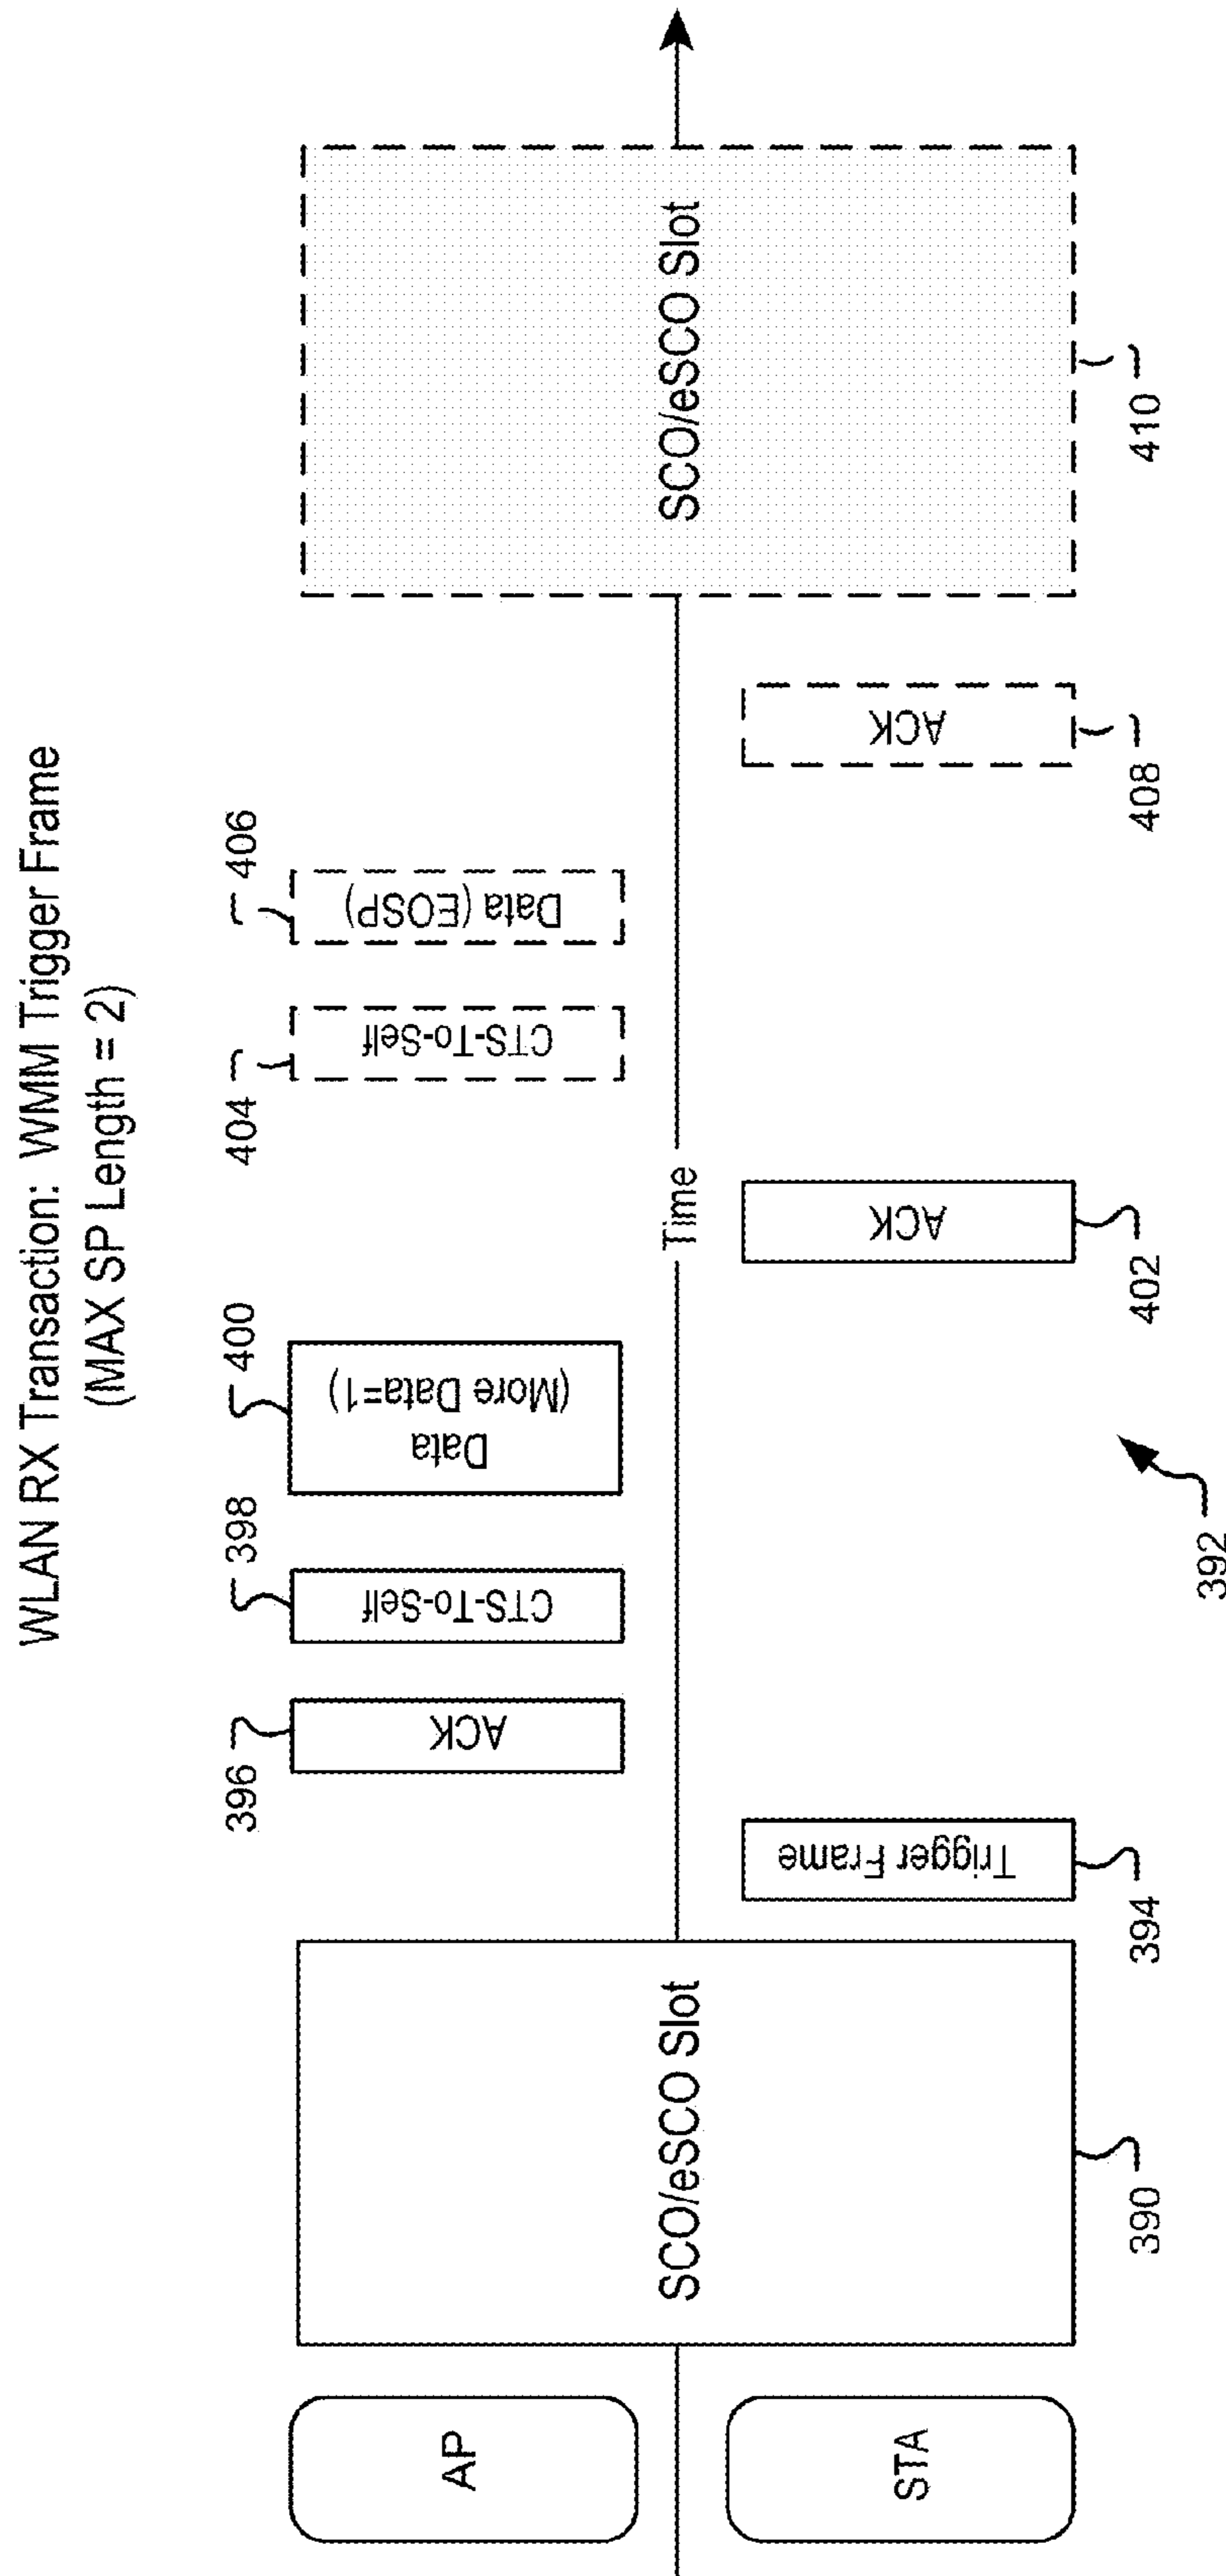 WLAN RX Transaction: WMM Trigger Frame
(MAX SP Length = 2)
396
398
400
404
406
AP
ACK
CTS-To-Self
Data
(More Data=1)
CTS-To-Self
Data (EOSP)
SCO/eSCO Slot
Time
SCO/eSCO Slot
STA
Trigger Frame
ACK
ACK
390
394
402
408
410
392